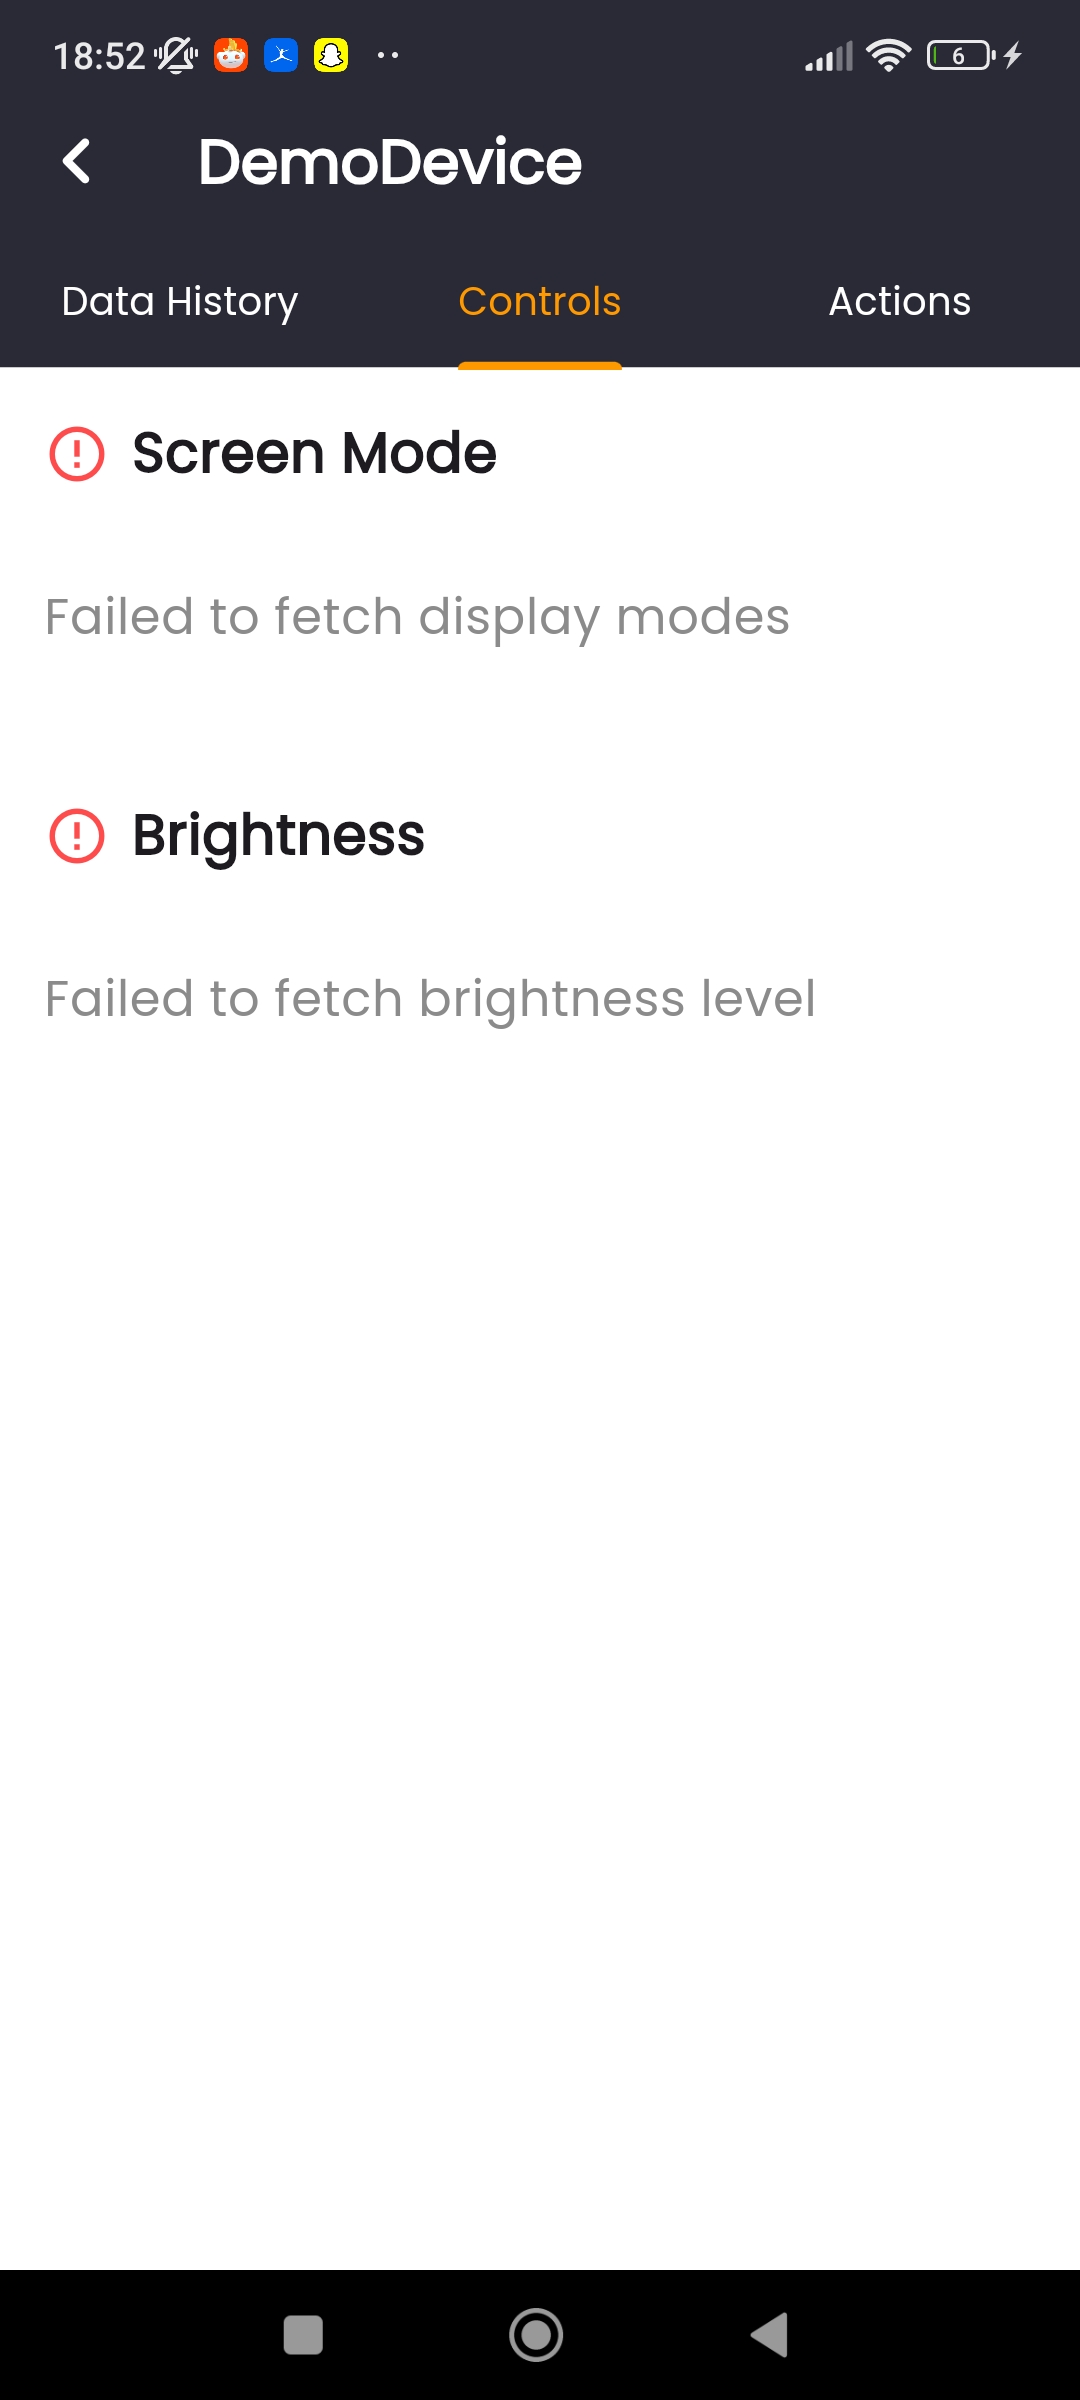 18:52
6
DemoDevice
Data History Controls Actions
Screen Mode
Failed to fetch display modes
Brightness
Failed to fetch brightness level